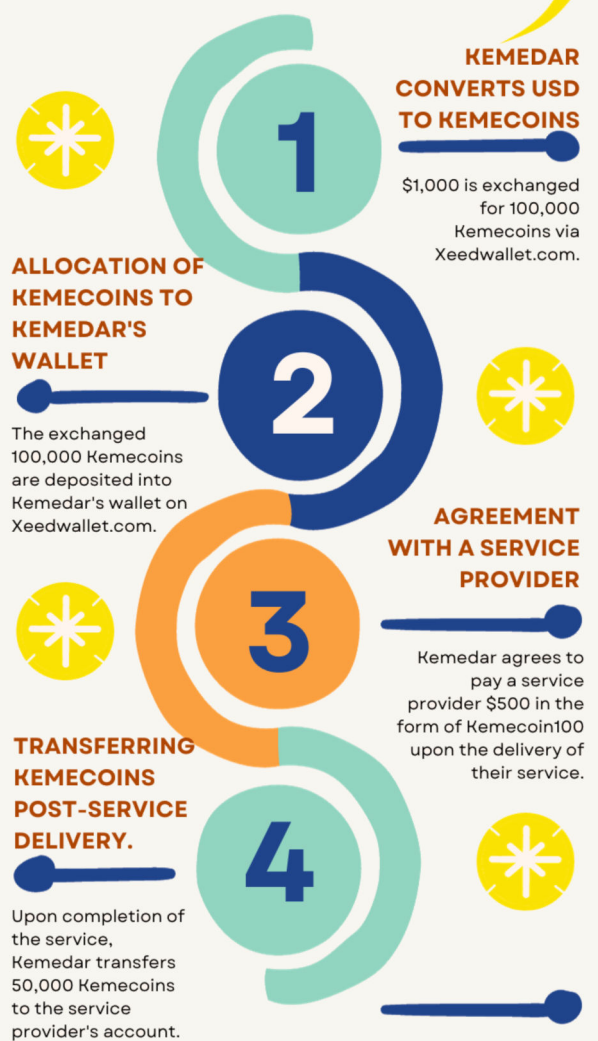 1
KEMEDAR
CONVERTS USD
TO KEMECOINS
$1,000 is exchanged
for 100,000
Kemecoins via
Xeedwallet.com.
ALLOCATION OF
KEMECOINS TO
KEMEDAR'S
WALLET
2
The exchanged
100,000 Kemecoins
are deposited into
Kemedar's wallet on
Xeedwallet.com.
AGREEMENT
WITH A SERVICE
PROVIDER
3
Kemedar agrees to
pay a service
provider $500 in the
form of Kemecoin100
upon the delivery of
their service.
TRANSFERRING
KEMECOINS
POST-SERVICE
DELIVERY.
4
Upon completion of
the service,
Kemedar transfers
50,000 Kemecoins
to the service
provider's account.